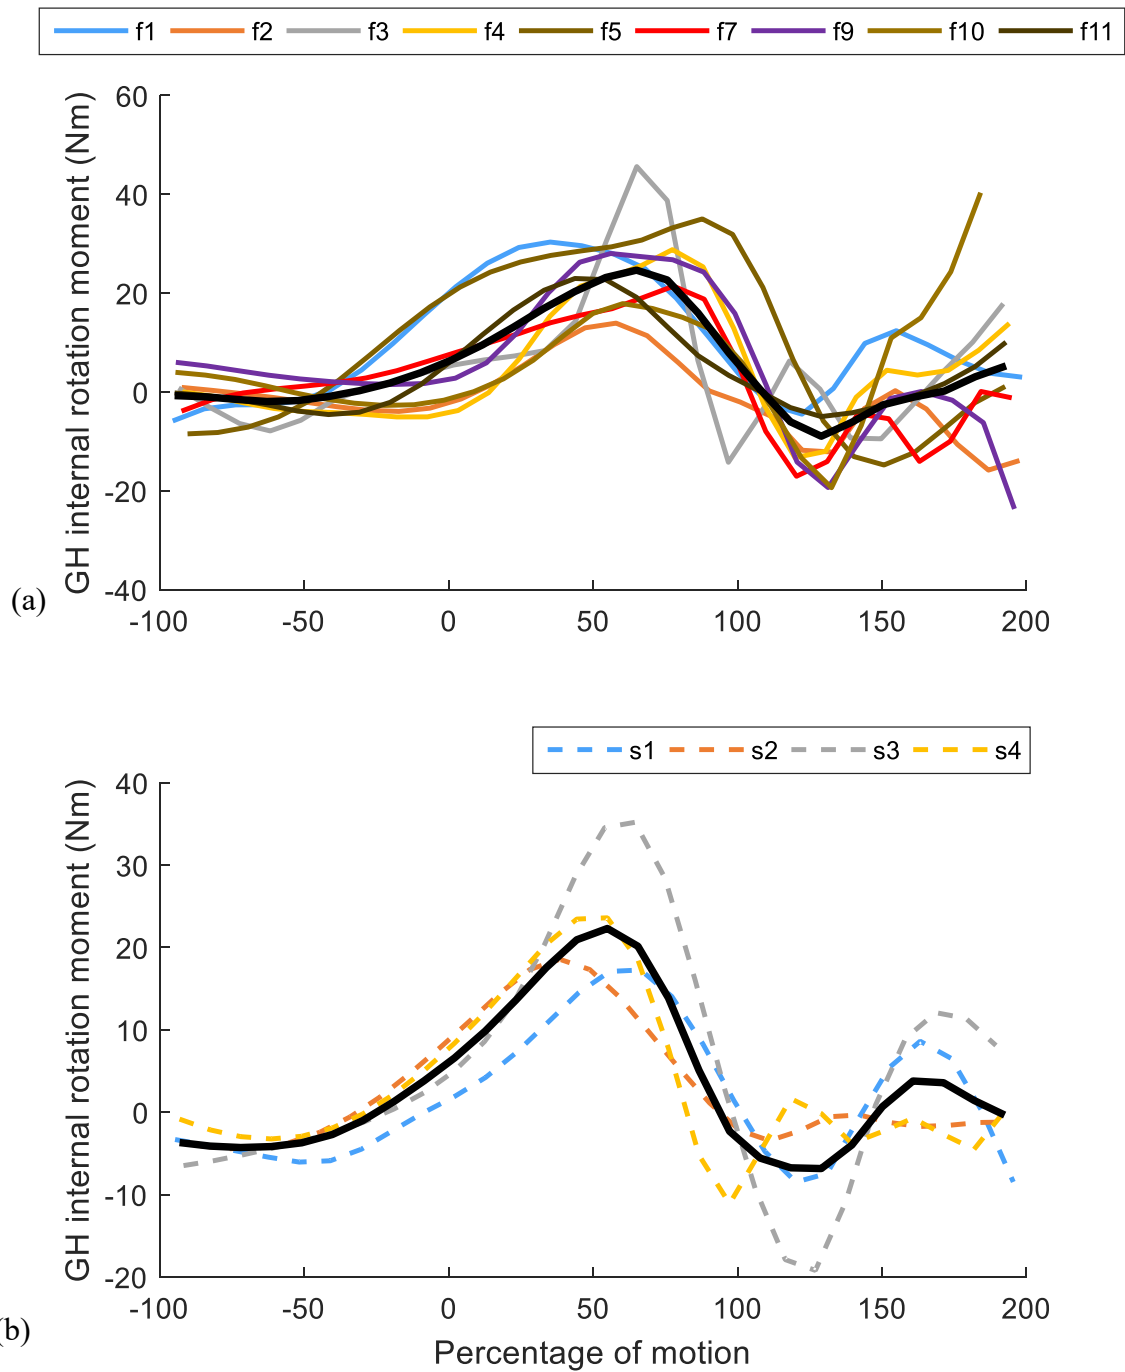 f1 f2 f3 f4 f5 f7 f9 f10 f11
GH internal rotation moment (Nm)
60
40
20
0
-20
-40
-100 -50 0 50 100 150 200
(a)
s1 s2 s3 s4
GH internal rotation moment (Nm)
40
30
20
10
0
-10
-20
-100 -50 0 50 100 150 200
(b)
Percentage of motion